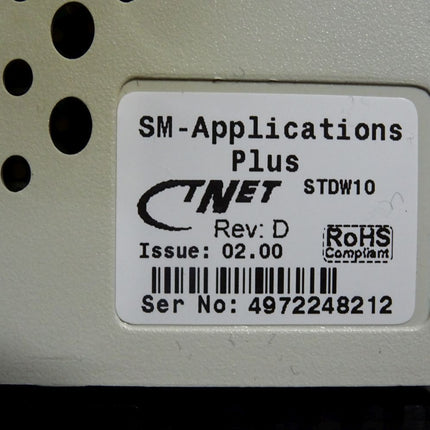 SM-Applications
Plus
CTNET STDW10
Rev: D
Issue: 02.00
RoHS
Compliant
Ser No: 4972248212